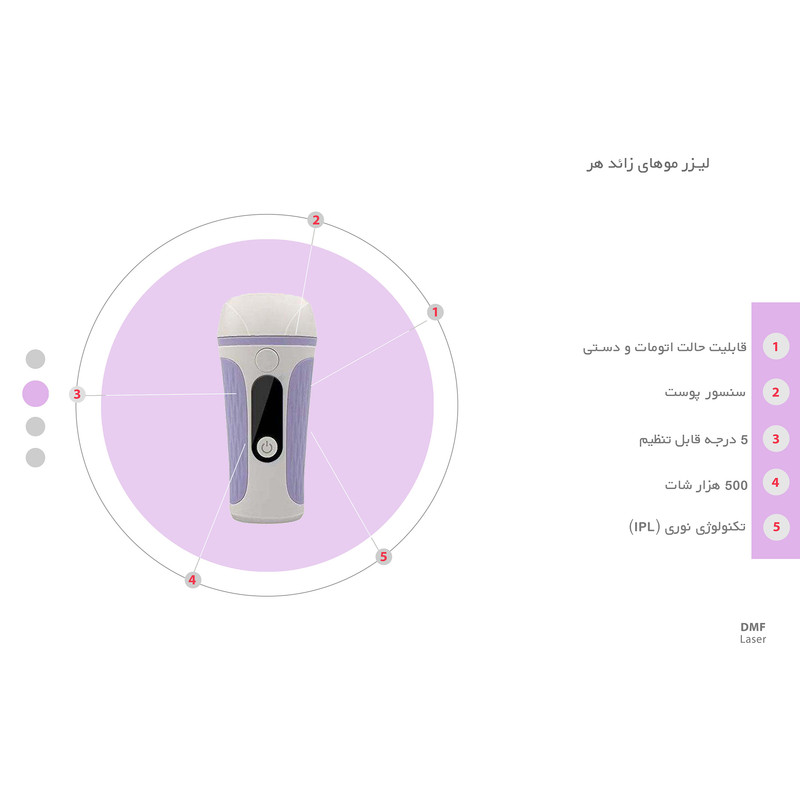 لیزر موهای زائد هر
1 قابلیت حالت اتومات و دستی
2 سنسور پوست
3 5 درجه قابل تنظیم
4 500 هزار شات
5 تکنولوژی نوری (IPL)
2
1
3
5
4
DMF
Laser